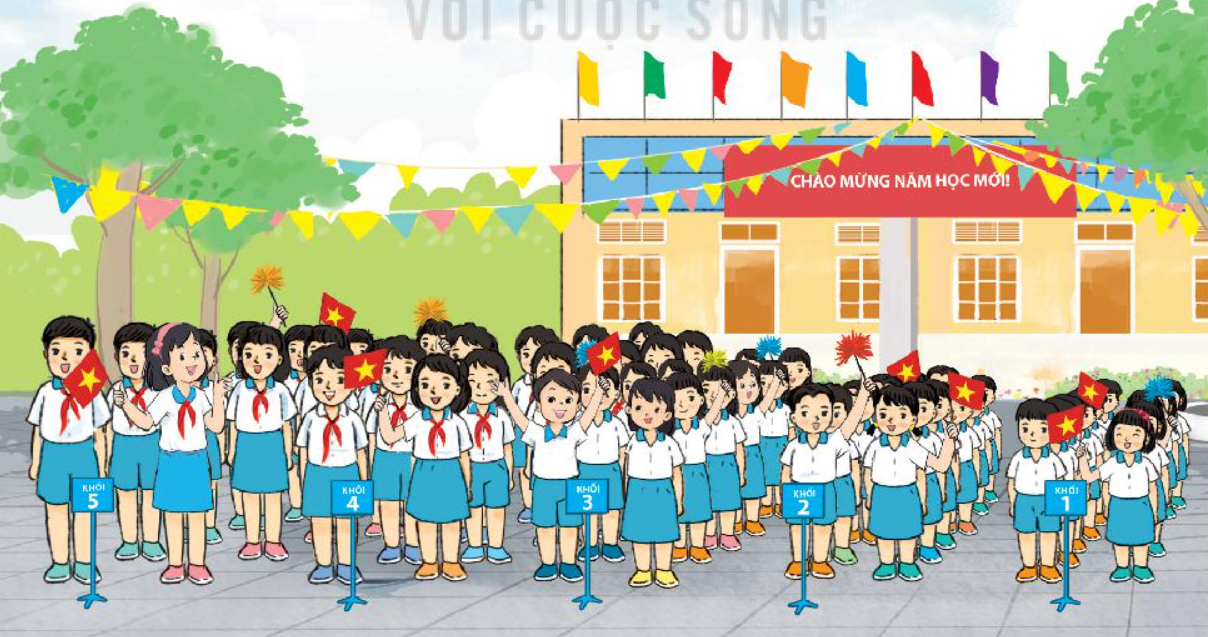 VỚI CUỘC SỐNG
CHÀO MỪNG NĂM HỌC MỚI!
KHỐI
5
KHỐI
4
KHỐI
3
KHỐI
2
KHỐI
1